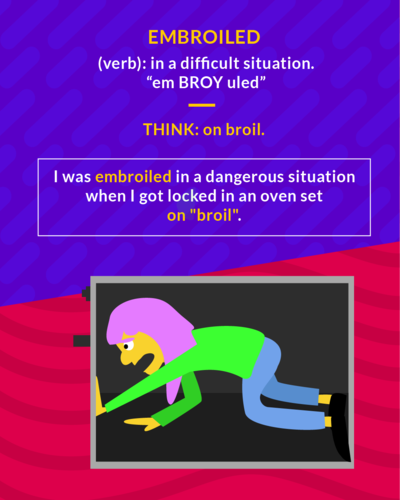 EMBROILED
(verb): in a difficult situation.
“em BROY uled”
THINK: on broil.
I was embroiled in a dangerous situation
when I got locked in an oven set
on "broil".